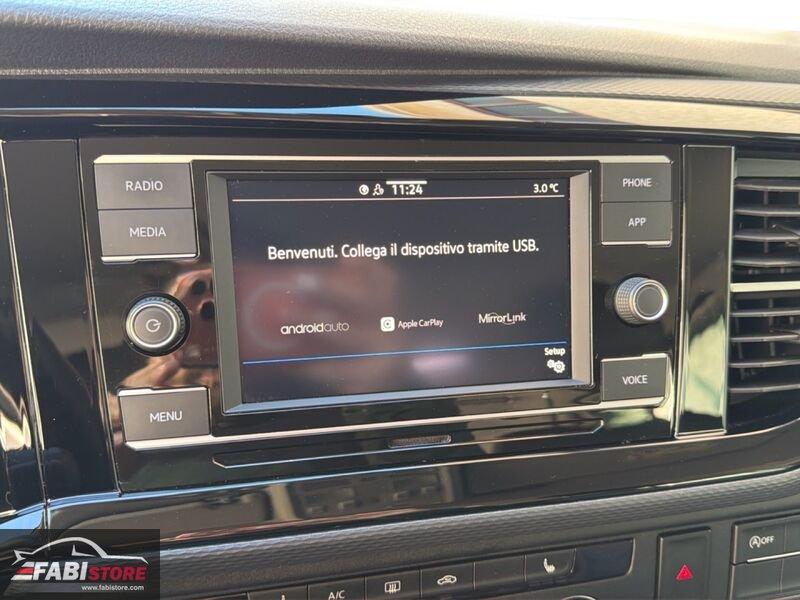 RADIO
MEDIA
MENU
11:24
3.0 °C
Benvenuti. Collega il dispositivo tramite USB.
androidauto
Apple CarPlay
MirrorLink
Setup
PHONE
APP
VOICE
A/C
OFF
FABISTORE
www.fabistore.com